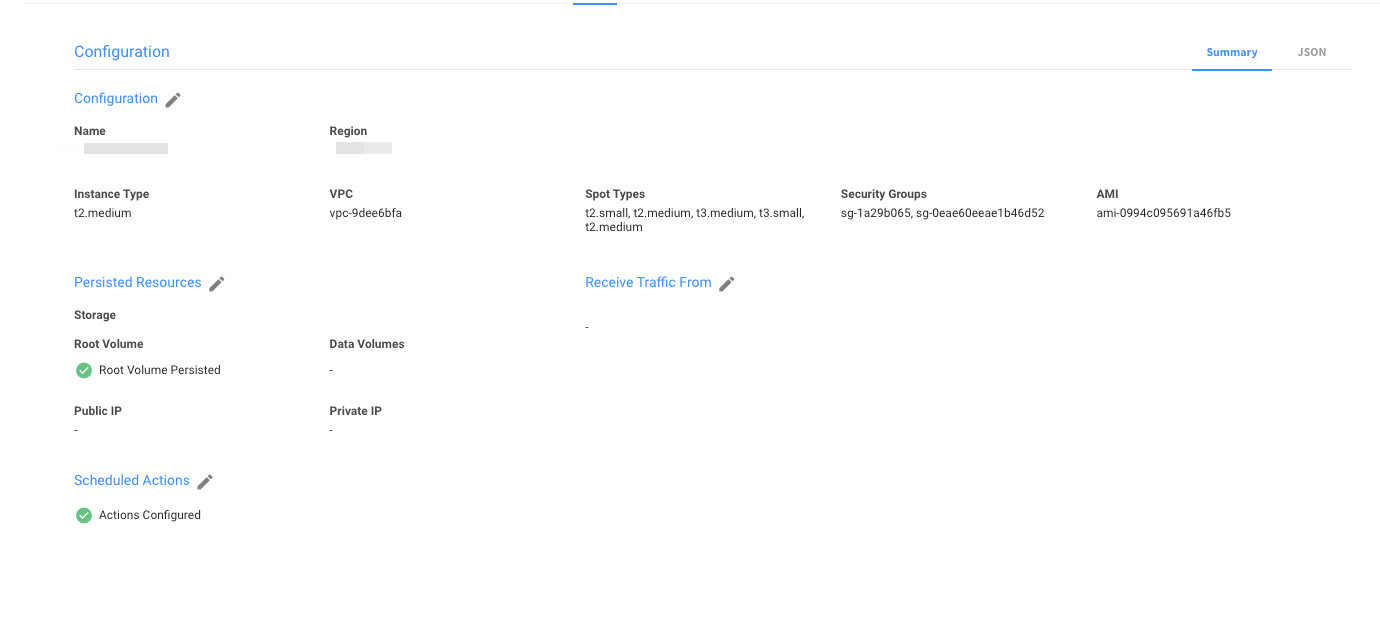 Configuration
Summary JSON
Configuration
Name Region
Instance Type VPC Spot Types Security Groups AMI
t2.medium vpc-9dee6bfa t2.small, t2.medium, t3.medium, t3.small, sg-1a29b065, sg-0eae60eeae1b46d52 ami-0994c095691a46fb5
t2.medium
Persisted Resources Receive Traffic From
Storage
-
Root Volume Data Volumes
Root Volume Persisted -
Public IP Private IP
- -
Scheduled Actions
Actions Configured